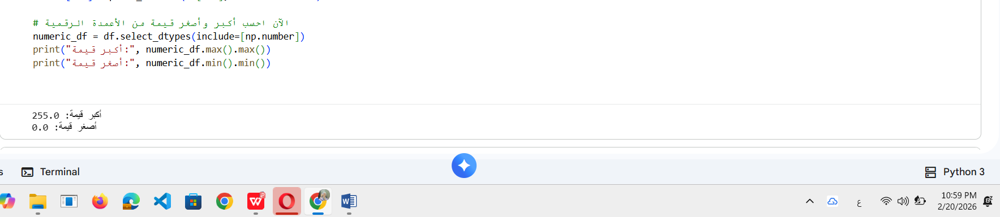 # الآن احسب أكبر وأصغر قيمة من الأعمدة الرقمية
numeric_df = df.select_dtypes(include=[np.number])
print("أكبر قيمة:", numeric_df.max().max())
print("أصغر قيمة:", numeric_df.min().min())
أكبر قيمة: 255.0
أصغر قيمة: 0.0
s Terminal
Python 3
ع
10:59 PM
2/20/2026